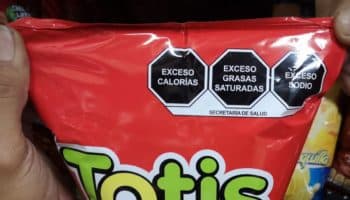 EXCESO
CALORÍAS
EXCESO
GRASAS
SATURADAS
EXCESO
SODIO
SECRETARÍA DE SALUD
Totis